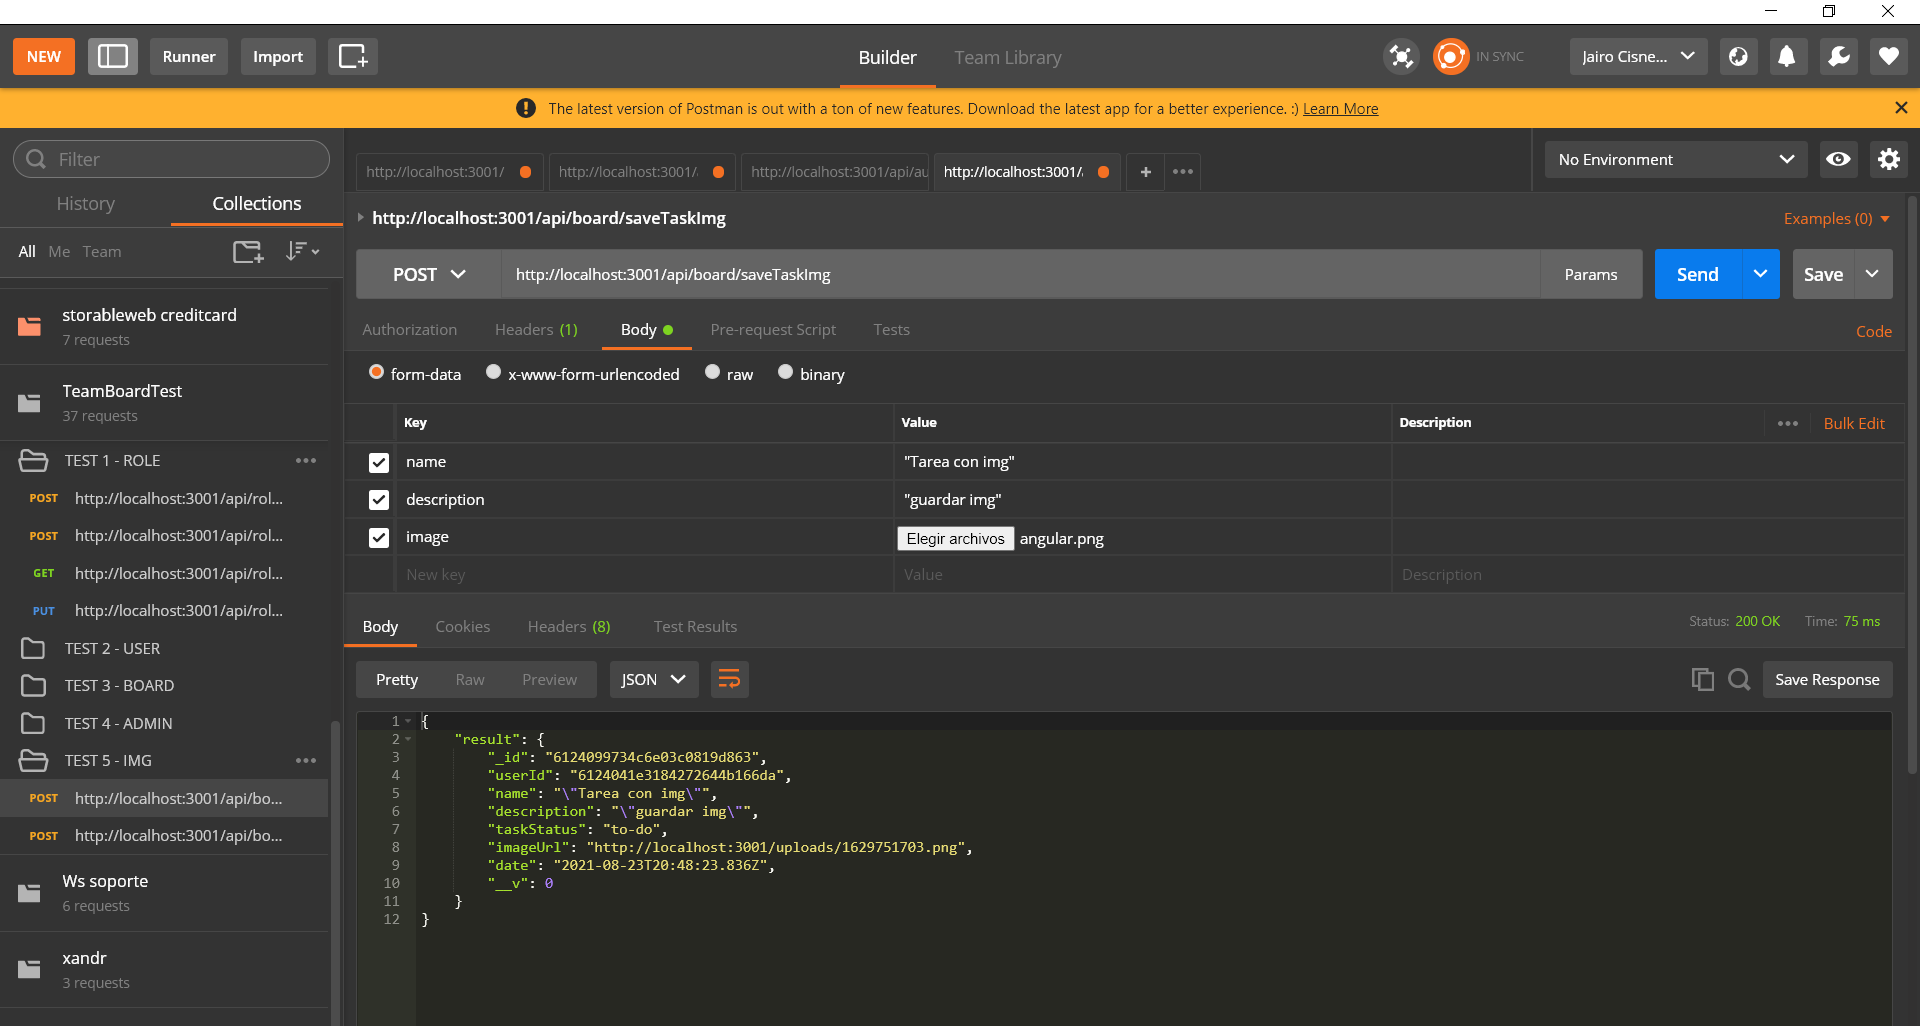 NEW
Runner
Import
Builder
Team Library
IN SYNC
Jairo Cisne...
The latest version of Postman is out with a ton of new features. Download the latest app for a better experience. :) Learn More
Filter
History
Collections
All Me Team
storableweb creditcard
7 requests
TeamBoardTest
37 requests
TEST 1 - ROLE
POST http://localhost:3001/api/rol...
POST http://localhost:3001/api/rol...
GET http://localhost:3001/api/rol...
PUT http://localhost:3001/api/rol...
TEST 2 - USER
TEST 3 - BOARD
TEST 4 - ADMIN
TEST 5 - IMG
POST http://localhost:3001/api/bo...
POST http://localhost:3001/api/bo...
Ws soporte
6 requests
xandr
3 requests
http://localhost:3001/
http://localhost:3001/
http://localhost:3001/api/au
http://localhost:3001/
No Environment
http://localhost:3001/api/board/saveTaskImg
Examples (0)
POST
http://localhost:3001/api/board/saveTaskImg
Params
Send
Save
Authorization
Headers (1)
Body
Pre-request Script
Tests
Code
form-data
x-www-form-urlencoded
raw
binary
Key Value Description
Bulk Edit
name "Tarea con img"
description "guardar img"
image Elegir archivos angular.png
New key Value Description
Body
Cookies
Headers (8)
Test Results
Status: 200 OK Time: 75 ms
Pretty
Raw
Preview
JSON
Save Response
1 {
2 "result": {
3 "_id": "6124099734c6e03c0819d863",
4 "userId": "6124041e3184272644b166da",
5 "name": "\"Tarea con img\"",
6 "description": "\"guardar img\"",
7 "taskStatus": "to-do",
8 "imageUrl": "http://localhost:3001/uploads/1629751703.png",
9 "date": "2021-08-23T20:48:23.836Z",
10 "__v": 0
11 }
12 }